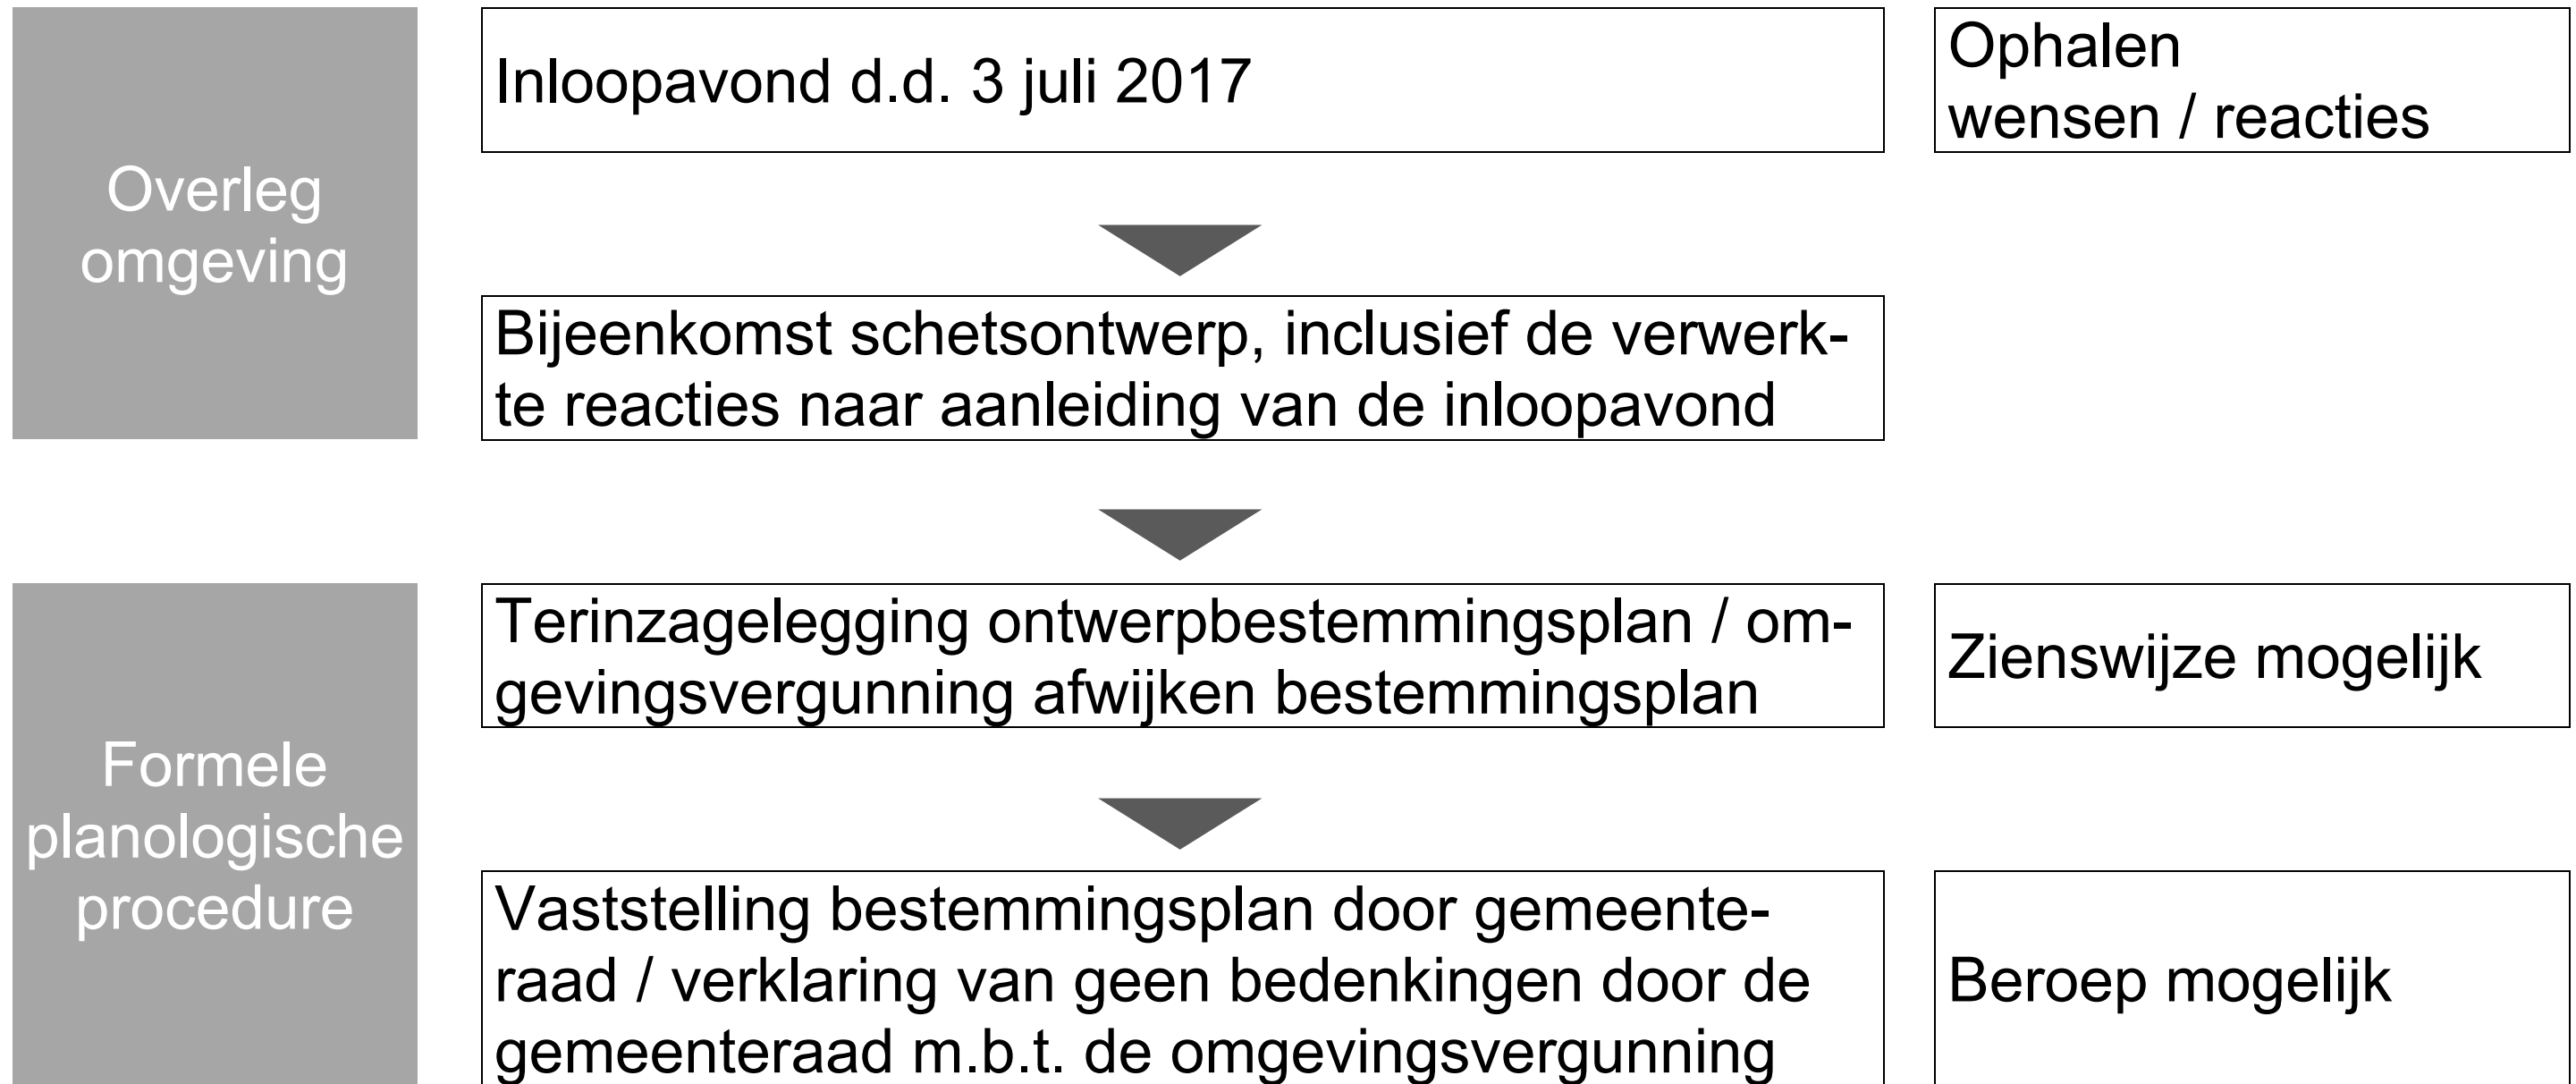 Overleg
omgeving
Inloopavond d.d. 3 juli 2017
Ophalen
wensen / reacties
Bijeenkomst schetsontwerp, inclusief de verwerk-
te reacties naar aanleiding van de inloopavond
Formele
planologische
procedure
Terinzagelegging ontwerpbestemmingsplan / om-
gevingsvergunning afwijken bestemmingsplan
Zienswijze mogelijk
Vaststelling bestemmingsplan door gemeente-
raad / verklaring van geen bedenkingen door de
gemeenteraad m.b.t. de omgevingsvergunning
Beroep mogelijk